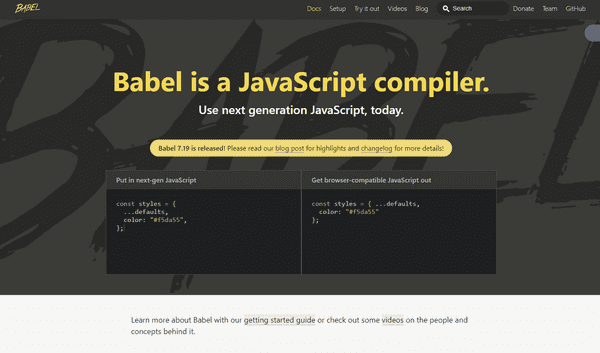 BABEL
Docs Setup Try it out Videos Blog Search Donate Team GitHub
BABEL
Babel is a JavaScript compiler.
Use next generation JavaScript, today.
Babel 7.19 is released! Please read our blog post for highlights and changelog for more details!
Put in next-gen JavaScript
const styles = {
...defaults,
color: "#f5da55",
};
Get browser-compatible JavaScript out
const styles = { ...defaults,
color: "#f5da55"
};
Learn more about Babel with our getting started guide or check out some videos on the people and
concepts behind it.